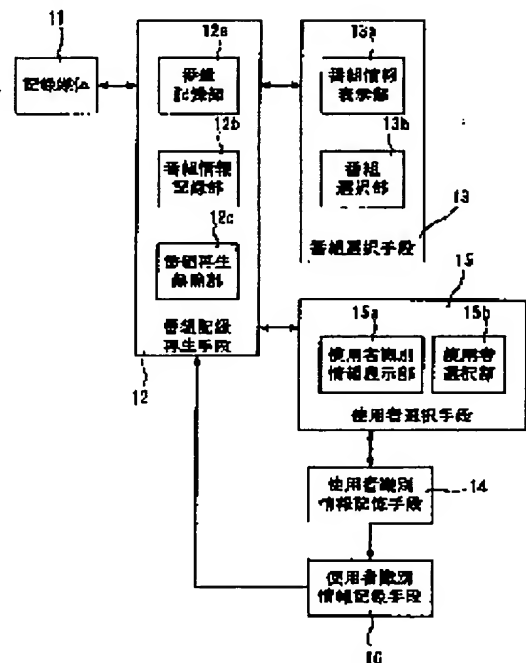 11
記録媒体
12a
番組
記録部
12b
番組情報
記録部
12c
番組再生
削除部
番組記録
再生手段
12
13a
番組情報
表示部
13b
番組
選択部
番組選択手段
13
15
15a
使用者識別
情報表示部
15b
使用者
選択部
使用者選択手段
使用者識別
情報記憶手段
14
使用者識別
情報記録手段
16